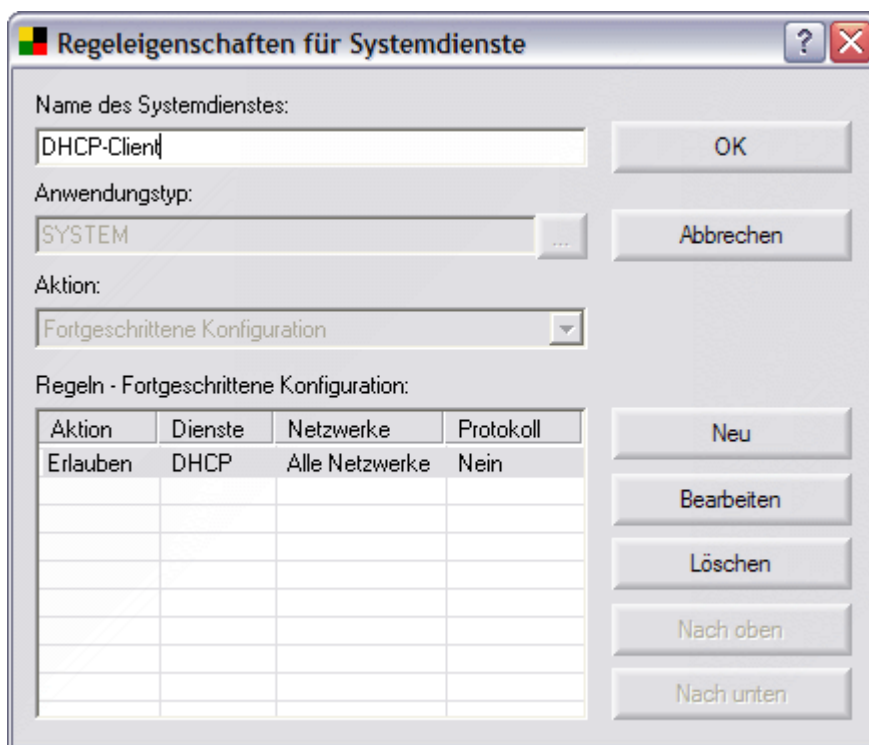 Regeleigenschaften für Systemdienste
Name des Systemdienstes:
DHCP-Client
OK
Anwendungstyp:
SYSTEM
...
Abbrechen
Aktion:
Fortgeschrittene Konfiguration
Regeln - Fortgeschrittene Konfiguration:
Aktion Dienste Netzwerke Protokoll
Erlauben DHCP Alle Netzwerke Nein
Neu
Bearbeiten
Löschen
Nach oben
Nach unten